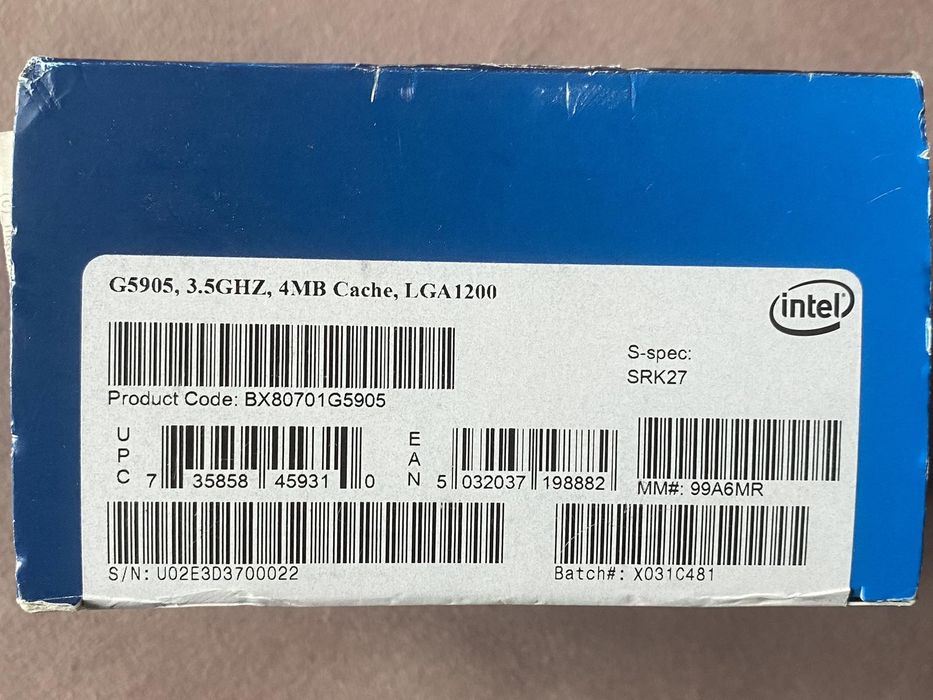 G5905, 3.5GHZ, 4MB Cache, LGA1200
intel®
S-spec:
SRK27
Product Code: BX80701G5905
UPC 7 35858 45931 0
EAN 5 032037 198882
MM#: 99A6MR
S/N: U02E3D3700022
Batch#: X031C481